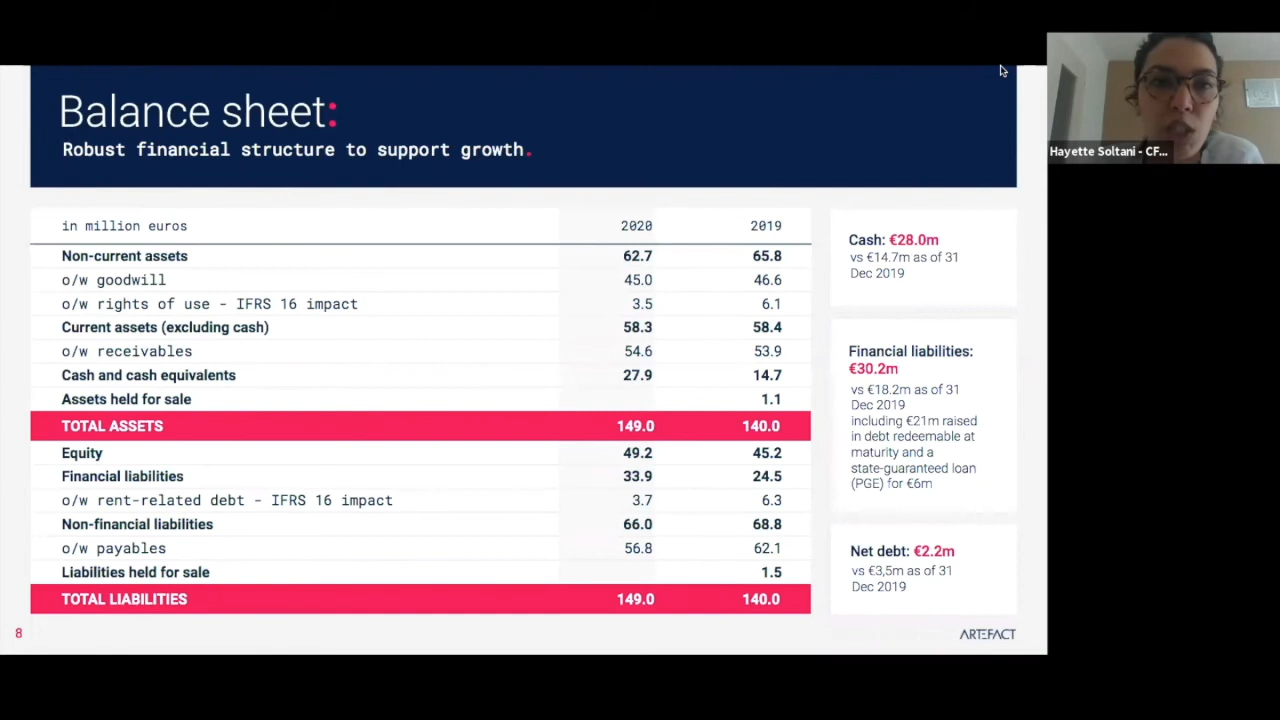 Balance sheet:
Robust financial structure to support growth.
Hayette Soltani - CF...
in million euros 2020 2019
Non-current assets 62.7 65.8
o/w goodwill 45.0 46.6
o/w rights of use - IFRS 16 impact 3.5 6.1
Current assets (excluding cash) 58.3 58.4
o/w receivables 54.6 53.9
Cash and cash equivalents 27.9 14.7
Assets held for sale 1.1
TOTAL ASSETS 149.0 140.0
Equity 49.2 45.2
Financial liabilities 33.9 24.5
o/w rent-related debt - IFRS 16 impact 3.7 6.3
Non-financial liabilities 66.0 68.8
o/w payables 56.8 62.1
Liabilities held for sale 1.5
TOTAL LIABILITIES 149.0 140.0
Cash: €28.0m
vs €14.7m as of 31
Dec 2019
Financial liabilities:
€30.2m
vs €18.2m as of 31
Dec 2019
including €21m raised
in debt redeemable at
maturity and a
state-guaranteed loan
(PGE) for €6m
Net debt: €2.2m
vs €3,5m as of 31
Dec 2019
8
ARTEFACT